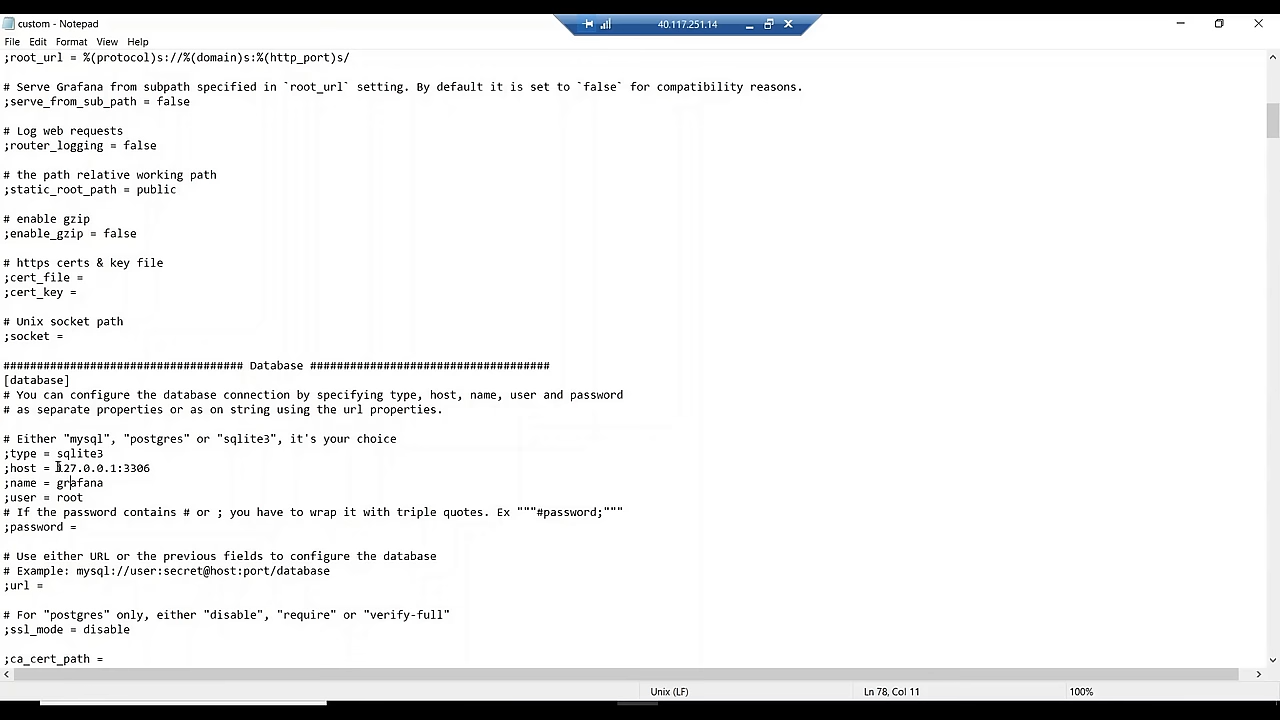 custom - Notepad
40.117.251.14
File Edit Format View Help
;root_url = %(protocol)s://%(domain)s:%(http_port)s/
# Serve Grafana from subpath specified in `root_url` setting. By default it is set to `false` for compatibility reasons.
;serve_from_sub_path = false
# Log web requests
;router_logging = false
# the path relative working path
;static_root_path = public
# enable gzip
;enable_gzip = false
# https certs & key file
;cert_file =
;cert_key =
# Unix socket path
;socket =
#################################### Database ####################################
[database]
# You can configure the database connection by specifying type, host, name, user and password
# as separate properties or as on string using the url properties.
# Either "mysql", "postgres" or "sqlite3", it's your choice
;type = sqlite3
;host = 127.0.0.1:3306
;name = grafana
;user = root
# If the password contains # or ; you have to wrap it with triple quotes. Ex """#password;"""
;password =
# Use either URL or the previous fields to configure the database
# Example: mysql://user:secret@host:port/database
;url =
# For "postgres" only, either "disable", "require" or "verify-full"
;ssl_mode = disable
;ca_cert_path =
Unix (LF)
Ln 78, Col 11
100%